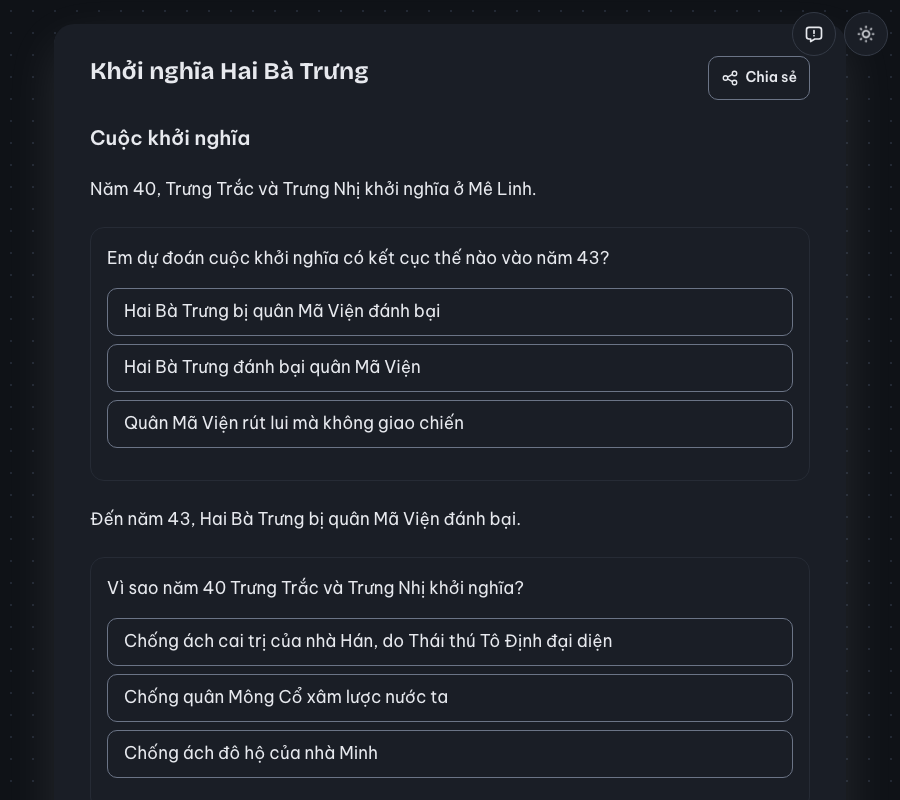 Khởi nghĩa Hai Bà Trưng
Chia sẻ
Cuộc khởi nghĩa
Năm 40, Trưng Trắc và Trưng Nhị khởi nghĩa ở Mê Linh.
Em dự đoán cuộc khởi nghĩa có kết cục thế nào vào năm 43?
Hai Bà Trưng bị quân Mã Viện đánh bại
Hai Bà Trưng đánh bại quân Mã Viện
Quân Mã Viện rút lui mà không giao chiến
Đến năm 43, Hai Bà Trưng bị quân Mã Viện đánh bại.
Vì sao năm 40 Trưng Trắc và Trưng Nhị khởi nghĩa?
Chống ách cai trị của nhà Hán, do Thái thú Tô Định đại diện
Chống quân Mông Cổ xâm lược nước ta
Chống ách đô hộ của nhà Minh